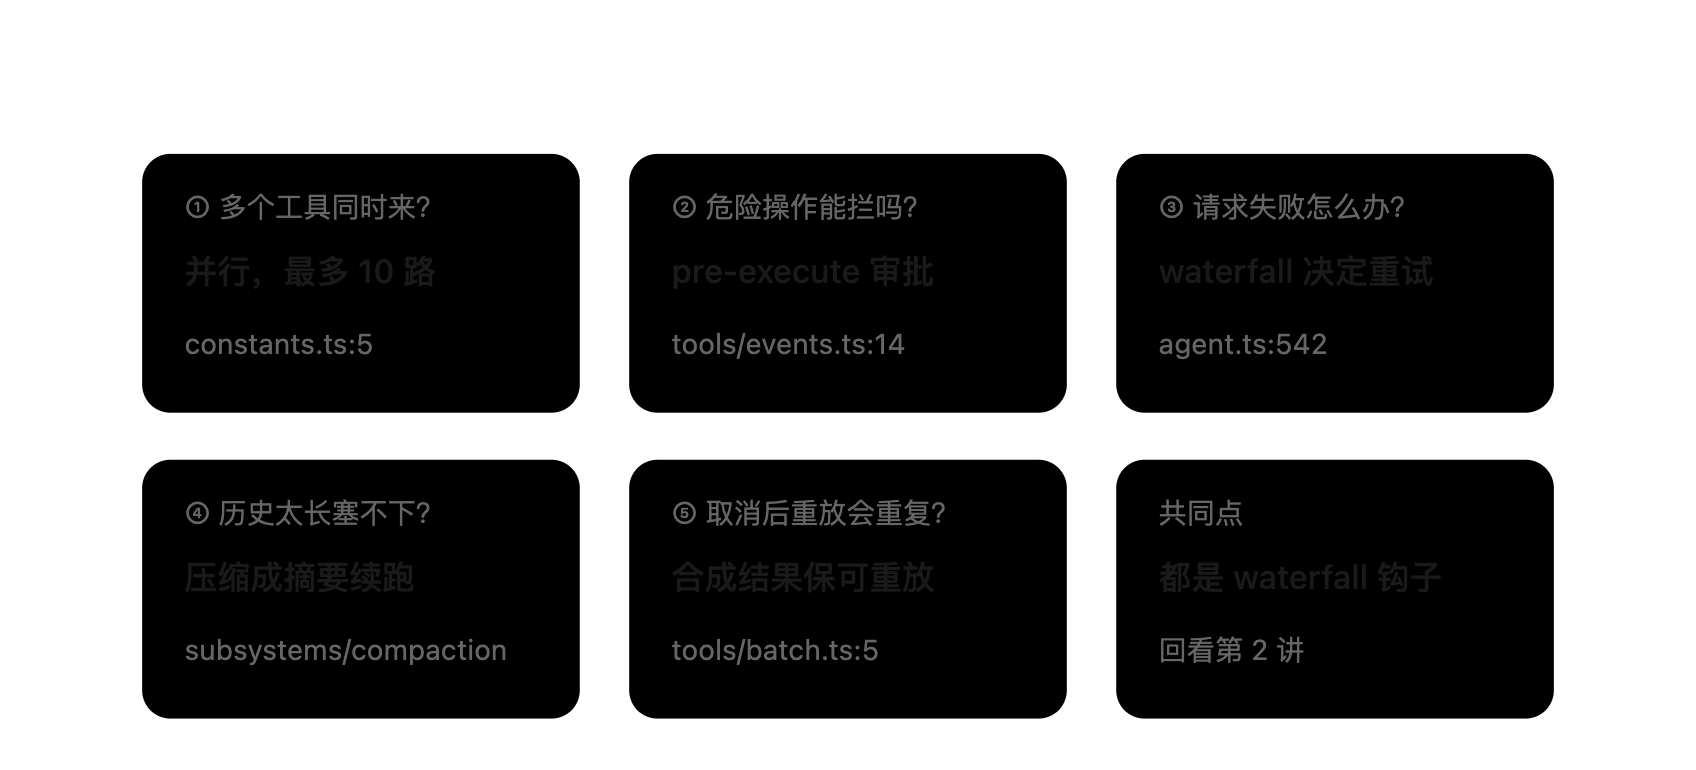 ① 多个工具同时来?
并行，最多 10 路
constants.ts:5
② 危险操作能拦吗?
pre-execute 审批
tools/events.ts:14
③ 请求失败怎么办?
waterfall 决定重试
agent.ts:542
④ 历史太长塞不下?
压缩成摘要续跑
subsystems/compaction
⑤ 取消后重放会重复?
合成结果保可重放
tools/batch.ts:5
共同点
都是 waterfall 钩子
回看第 2 讲